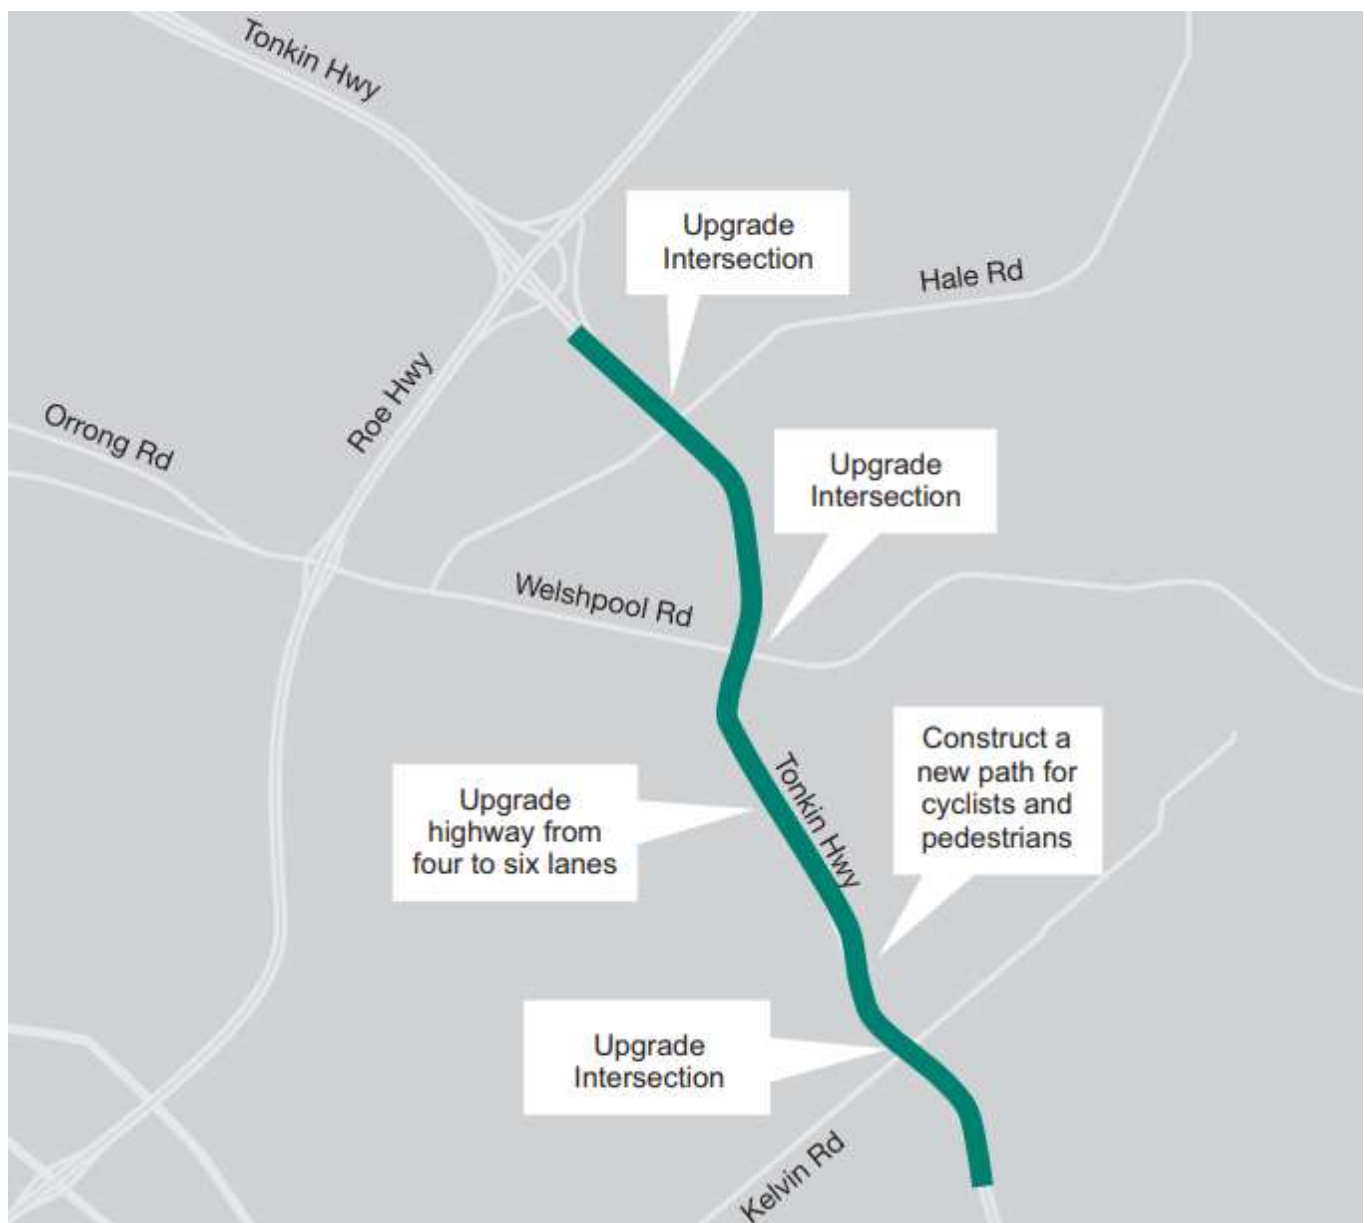 Tonkin Hwy
Upgrade
Intersection
Hale Rd
Roe Hwy
Orrong Rd
Upgrade
Intersection
Welshpool Rd
Construct a
new path for
cyclists and
pedestrians
Tonkin Hwy
Upgrade
highway from
four to six lanes
Upgrade
Intersection
Kelvin Rd